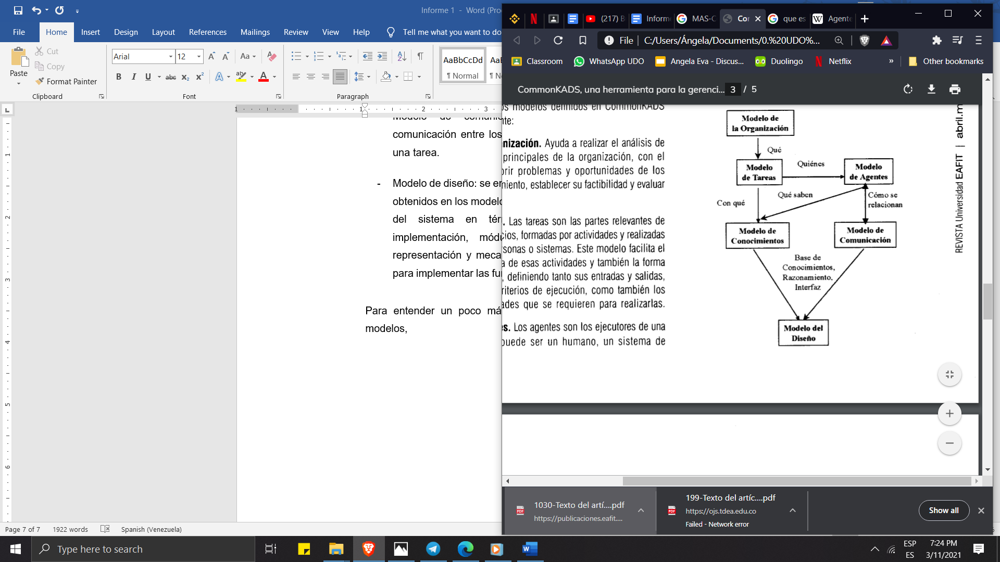 Informe 1 - Word (Pro
File
Home
Insert
Design
Layout
References
Mailings
Review
View
Help
Tell me what you want to do
Paste
Cut
Copy
Format Painter
Clipboard
Arial
12
Font
Paragraph
AaBbCcDd
¶ Normal
comunicación entre los
una tarea.
- Modelo de diseño: se en
obtenidos en los modelo
del sistema en tér
implementación, módu
representación y meca
para implementar las fu
Para entender un poco má
modelos,
Page 7 of 7
1922 words
Spanish (Venezuela)
(217) B
Inform
MAS-C
Cor
que es
Agente
File
C:/Users/Ángela/Documents/0.%20UDO%...
Classroom
WhatsApp UDO
Angela Eva - Discus...
Duolingo
Netflix
»
Other bookmarks
CommonKADS, una herramienta para la gerenci...
3 / 5
os modelos definidos en CommonKADS
nte:
nización. Ayuda a realizar el análisis de
principales de la organización, con el
brir problemas y oportunidades de los
miento, establecer su factibilidad y evaluar
. Las tareas son las partes relevantes de
cios, formadas por actividades y realizadas
rsonas o sistemas. Este modelo facilita el
a de esas actividades y también la forma
, definiendo tanto sus entradas y salidas,
riterios de ejecución, como también los
ades que se requieren para realizarlas.
es. Los agentes son los ejecutores de una
puede ser un humano, un sistema de
Modelo de
la Organización
Qué
Modelo
de Tareas
Quiénes
Modelo
de Agentes
Con qué
Qué saben
Cómo se
relacionan
Modelo de
Conocimientos
Modelo de
Comunicación
Base de
Conocimientos,
Razonamiento,
Interfaz
Modelo del
Diseño
REVISTA Universidad EAFIT | abril.m
1030-Texto del artí....pdf
https://publicaciones.eafit....
199-Texto del artíc....pdf
https://ojs.tdea.edu.co
Failed - Network error
Show all
Type here to search
ESP
ES
7:24 PM
3/11/2021